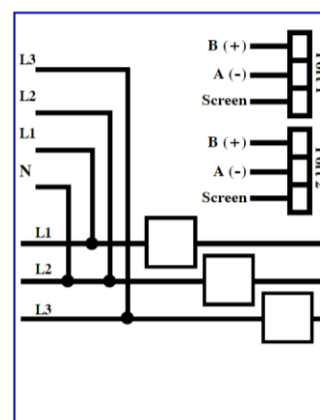 L3
L2
L1
N
L1
L2
L3
B (+)
A (-)
Screen
B (+)
A (-)
Screen